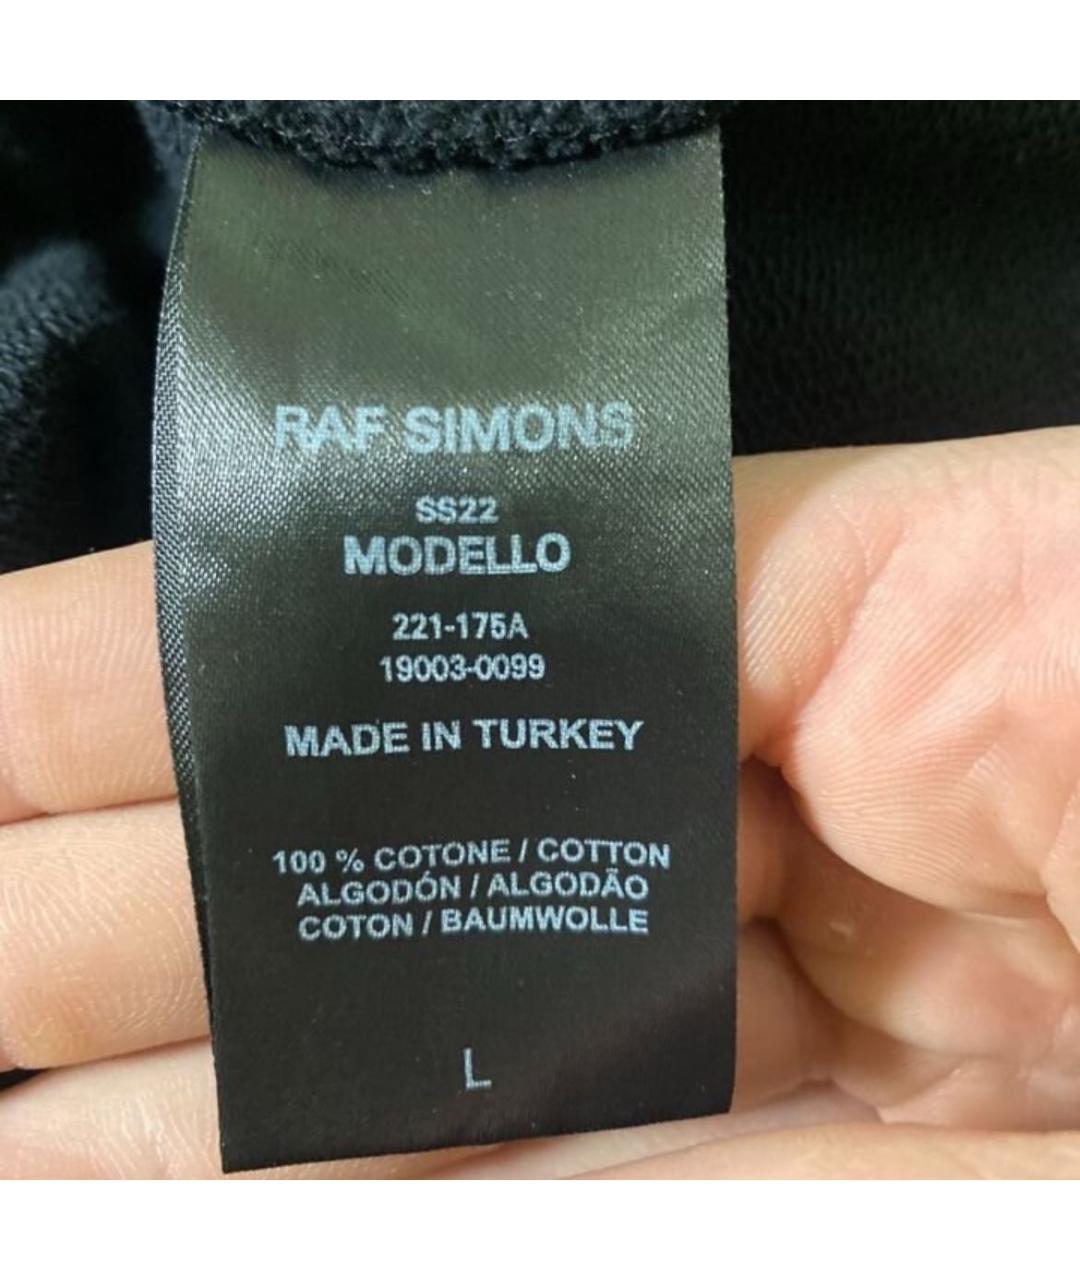 RAF SIMONS
SS22
MODELLO
221-175A
19003-0099
MADE IN TURKEY
100 % COTONE / COTTON
ALGODÓN / ALGODÃO
COTON / BAUMWOLLE
L